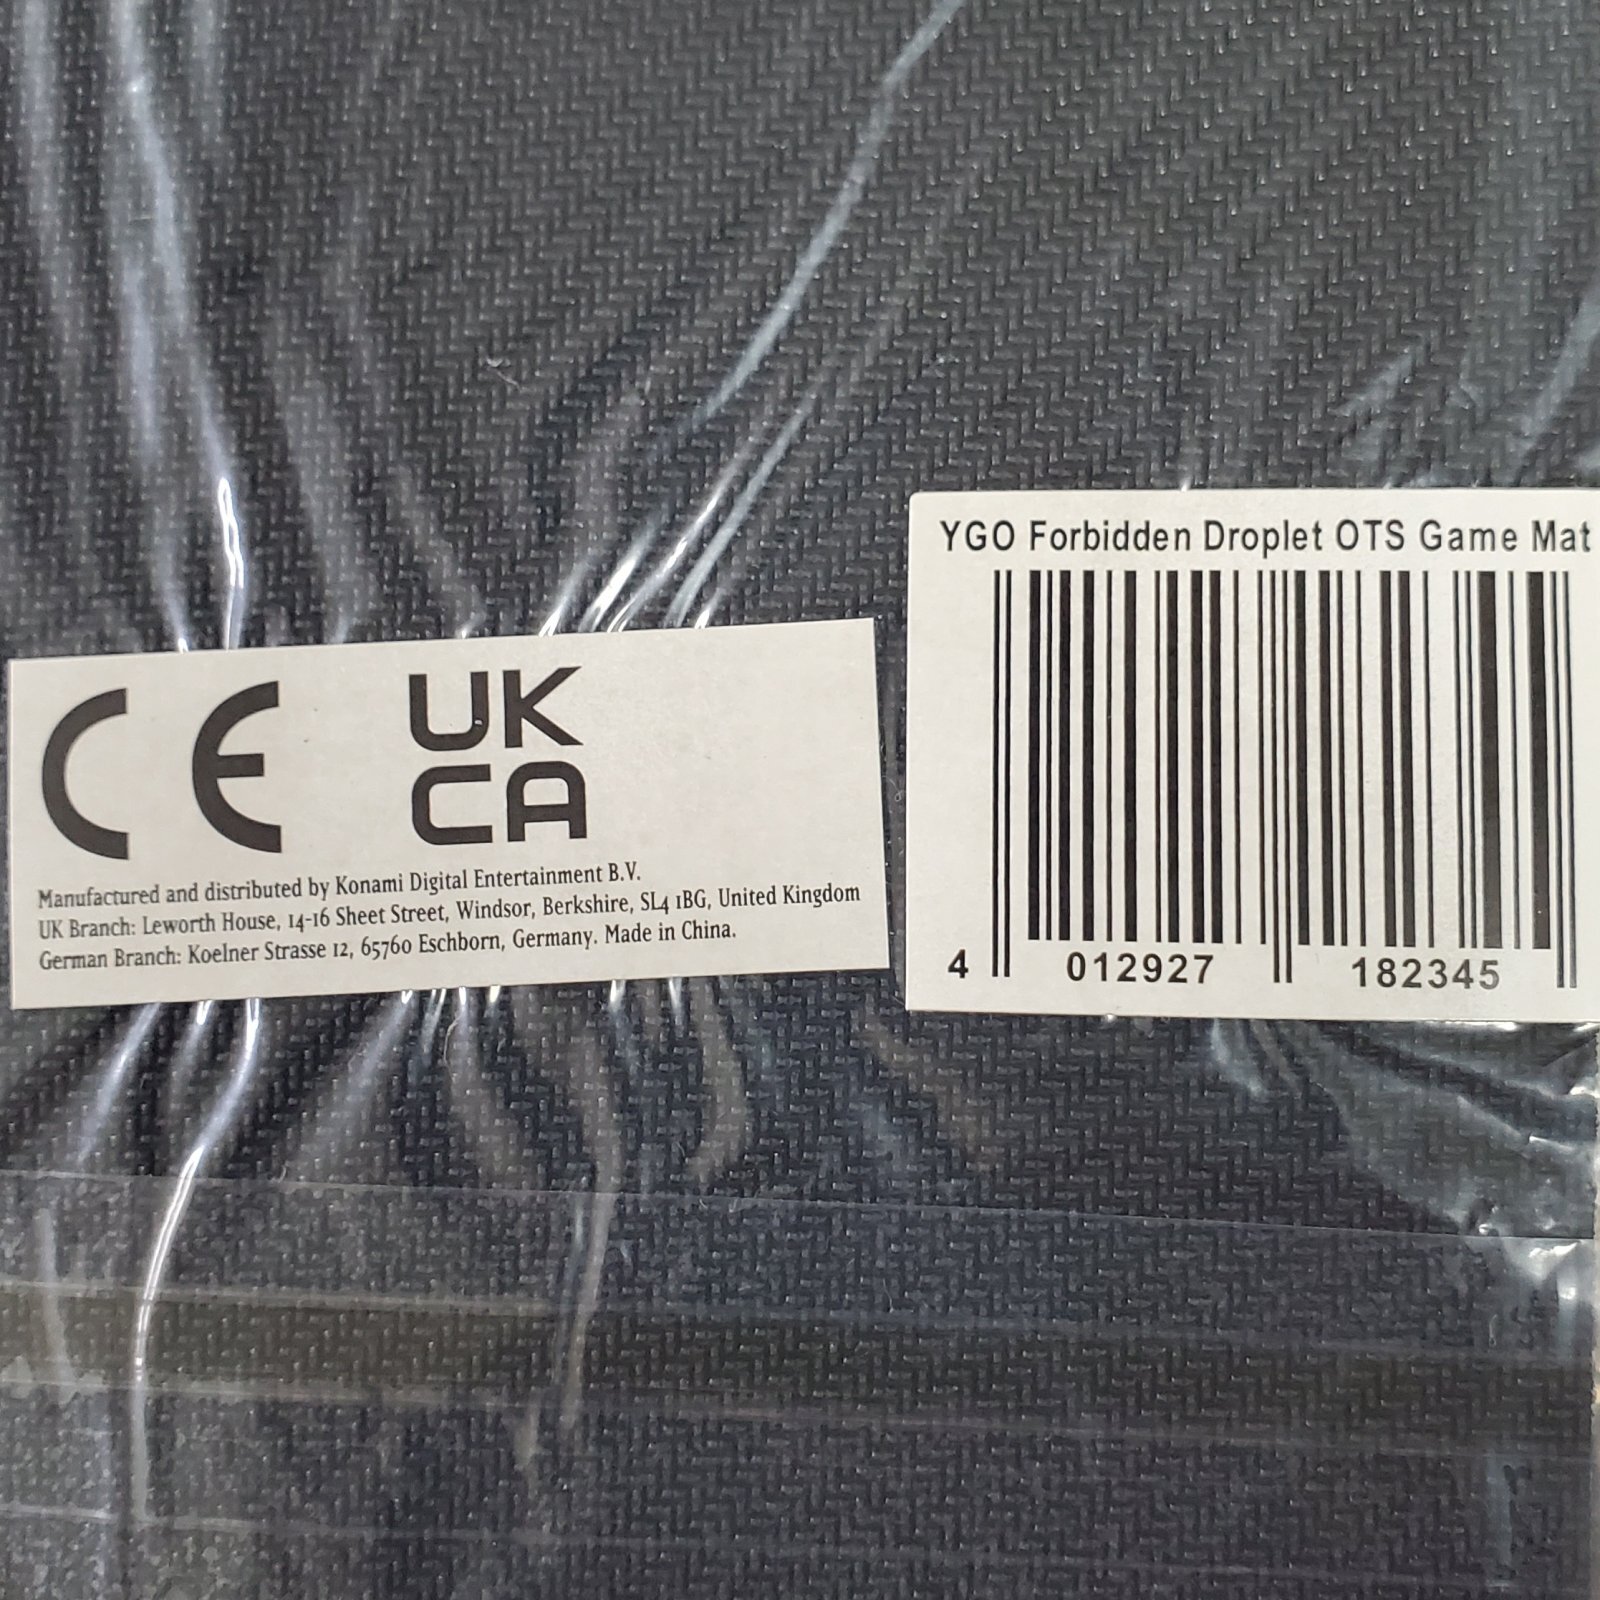 CE
UK
CA
Manufactured and distributed by Konami Digital Entertainment B.V.
UK Branch: Leworth House, 14-16 Sheet Street, Windsor, Berkshire, SL4 1BG, United Kingdom
German Branch: Koelner Strasse 12, 65760 Eschborn, Germany. Made in China.
YGO Forbidden Droplet OTS Game Mat
4 012927 182345